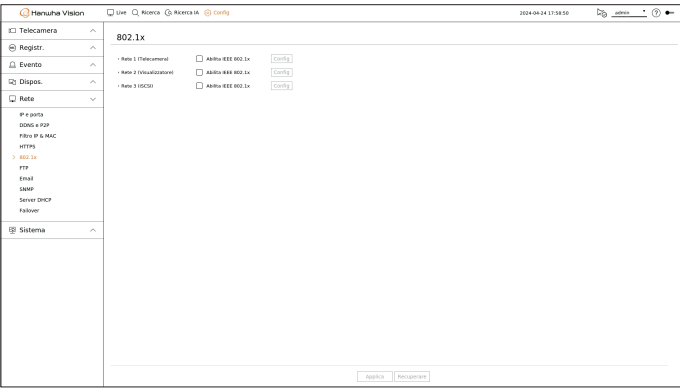 Hanwha Vision
Live Ricerca Ricerca IA Config
2024-04-24 17:58:50 admin ?
Telecamera
Registr.
Evento
Dispos.
Rete
IP e porta
DDNS e P2P
Filtro IP & MAC
HTTPS
> 802.1x
FTP
Email
SNMP
Server DHCP
Failover
Sistema
802.1x
Rete 1 (Telecamera) Abilita IEEE 802.1x Config
Rete 2 (Visualizzatore) Abilita IEEE 802.1x Config
Rete 3 (iSCSI) Abilita IEEE 802.1x Config
Applica Recuperare